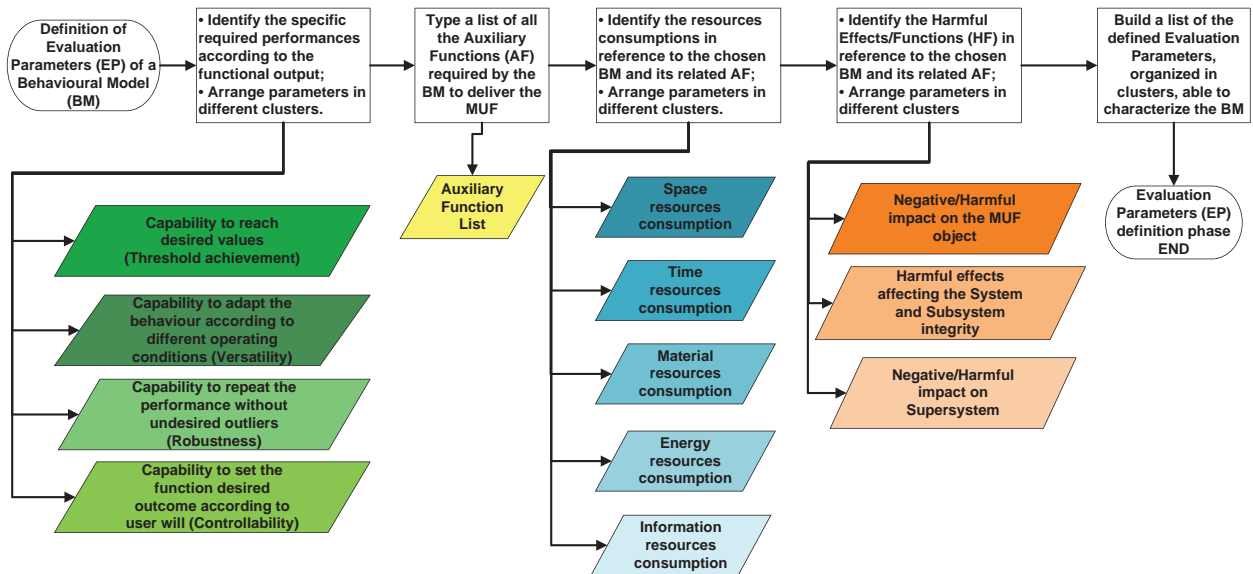 Definition of
Evaluation
Parameters (EP) of a
Behavioural Model
(BM)
• Identify the specific
required performances
according to the
functional output;
• Arrange parameters in
different clusters.
Type a list of all
the Auxiliary
Functions (AF)
required by the
BM to deliver the
MUF
• Identify the resources
consumptions in
reference to the chosen
BM and its related AF;
• Arrange parameters in
different clusters.
• Identify the Harmful
Effects/Functions (HF) in
reference to the chosen
BM and its related AF;
• Arrange parameters in
different clusters
Build a list of the
defined Evaluation
Parameters,
organized in
clusters, able to
characterize the BM
Capability to reach
desired values
(Threshold achievement)
Capability to adapt the
behaviour according to
different operating
conditions (Versatility)
Capability to repeat the
performance without
undesired outliers
(Robustness)
Capability to set the
function desired
outcome according to
user will (Controllability)
Auxiliary
Function
List
Space
resources
consumption
Time
resources
consumption
Material
resources
consumption
Energy
resources
consumption
Information
resources
consumption
Negative/Harmful
impact on the MUF
object
Harmful effects
affecting the System
and Subsystem
integrity
Negative/Harmful
impact on
Supersystem
Evaluation
Parameters (EP)
definition phase
END